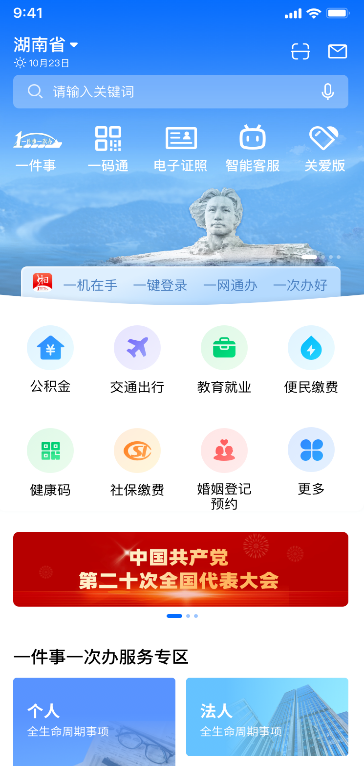 9:41
湖南省
10月23日
请输入关键词
一件事一次办
一件事
一码通
电子证照
智能客服
关爱版
一机在手
一键登录
一网通办
一次办好
公积金
交通出行
教育就业
便民缴费
健康码
社保缴费
婚姻登记
预约
更多
中国共产党
第二十次全国代表大会
一件事一次办服务专区
个人
全生命周期事项
法人
全生命周期事项